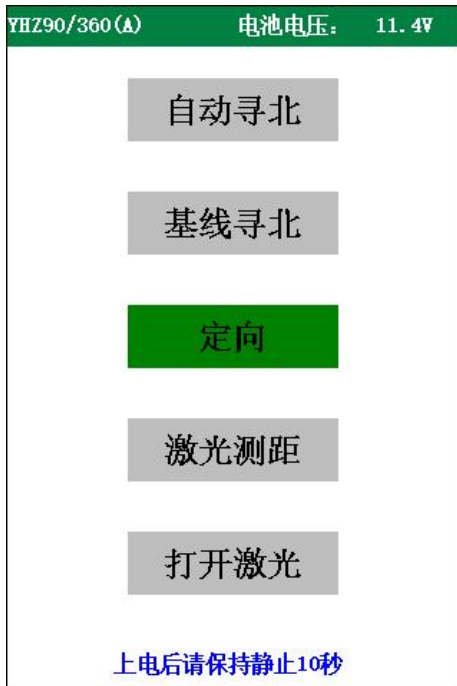 YHZ90/360(A) 电池电压: 11.4V
自动寻北
基线寻北
定向
激光测距
打开激光
上电后请保持静止10秒